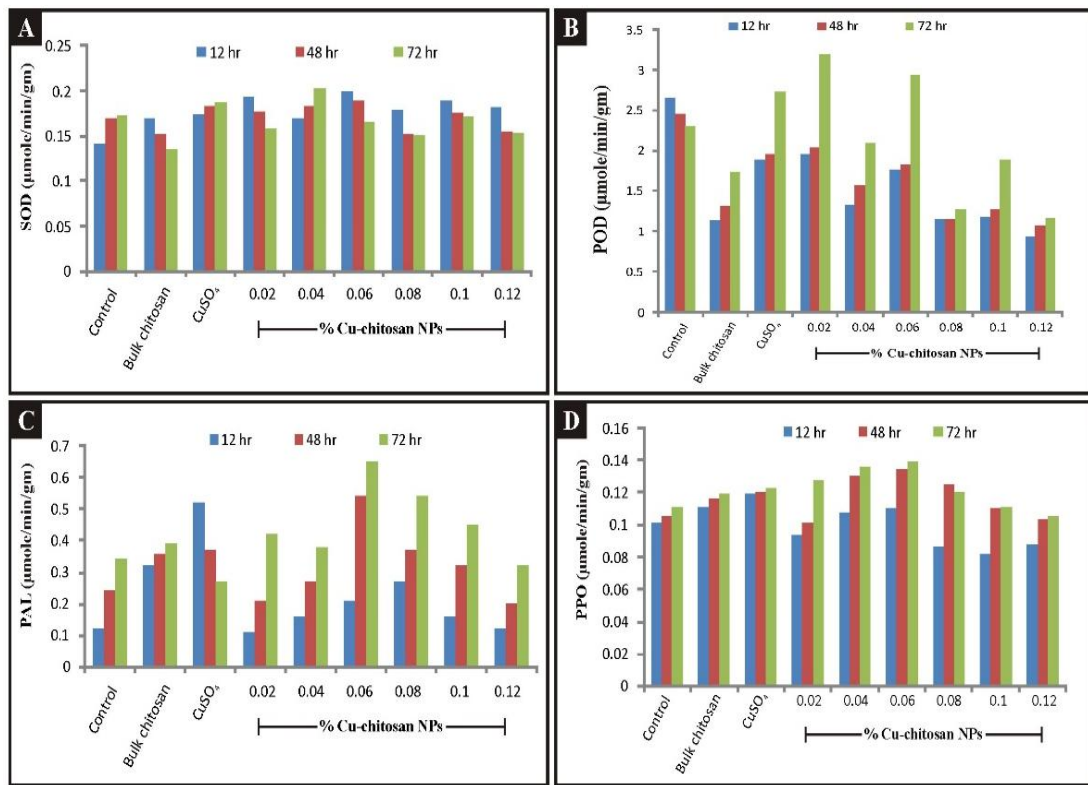 A
SOD (µmole/min/gm)
12 hr 48 hr 72 hr
0.25
0.2
0.15
0.1
0.05
0
Control
Bulk chitosan
CuSO₄
0.02 0.04 0.06 0.08 0.1 0.12
% Cu-chitosan NPs
B
POD (µmole/min/gm)
12 hr 48 hr 72 hr
3.5
3
2.5
2
1.5
1
0.5
0
Control
Bulk chitosan
CuSO₄
0.02 0.04 0.06 0.08 0.1 0.12
% Cu-chitosan NPs
C
PAL (µmole/min/gm)
12 hr 48 hr 72 hr
0.7
0.6
0.5
0.4
0.3
0.2
0.1
0
Control
Bulk chitosan
CuSO₄
0.02 0.04 0.06 0.08 0.1 0.12
% Cu-chitosan NPs
D
PPO (µmole/min/gm)
12 hr 48 hr 72 hr
0.16
0.14
0.12
0.1
0.08
0.06
0.04
0.02
0
Control
Bulk chitosan
CuSO₄
0.02 0.04 0.06 0.08 0.1 0.12
% Cu-chitosan NPs